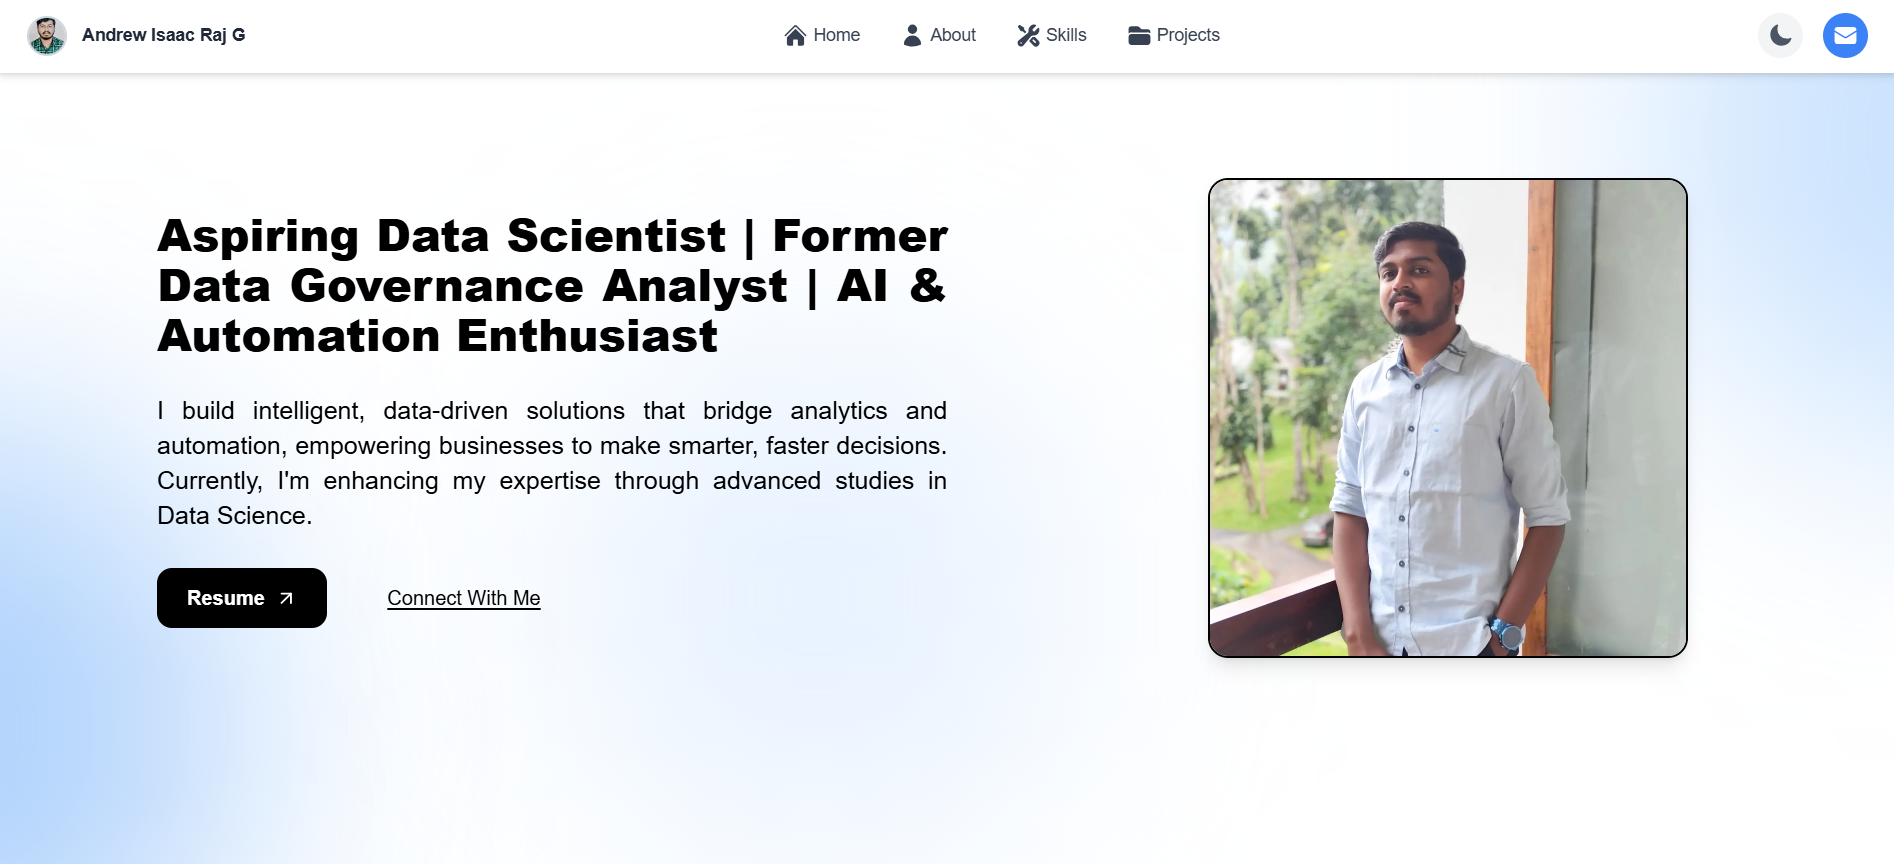 Andrew Isaac Raj G
Home
About
Skills
Projects
Aspiring Data Scientist | Former
Data Governance Analyst | AI &
Automation Enthusiast
I build intelligent, data-driven solutions that bridge analytics and
automation, empowering businesses to make smarter, faster decisions.
Currently, I'm enhancing my expertise through advanced studies in
Data Science.
Resume
Connect With Me